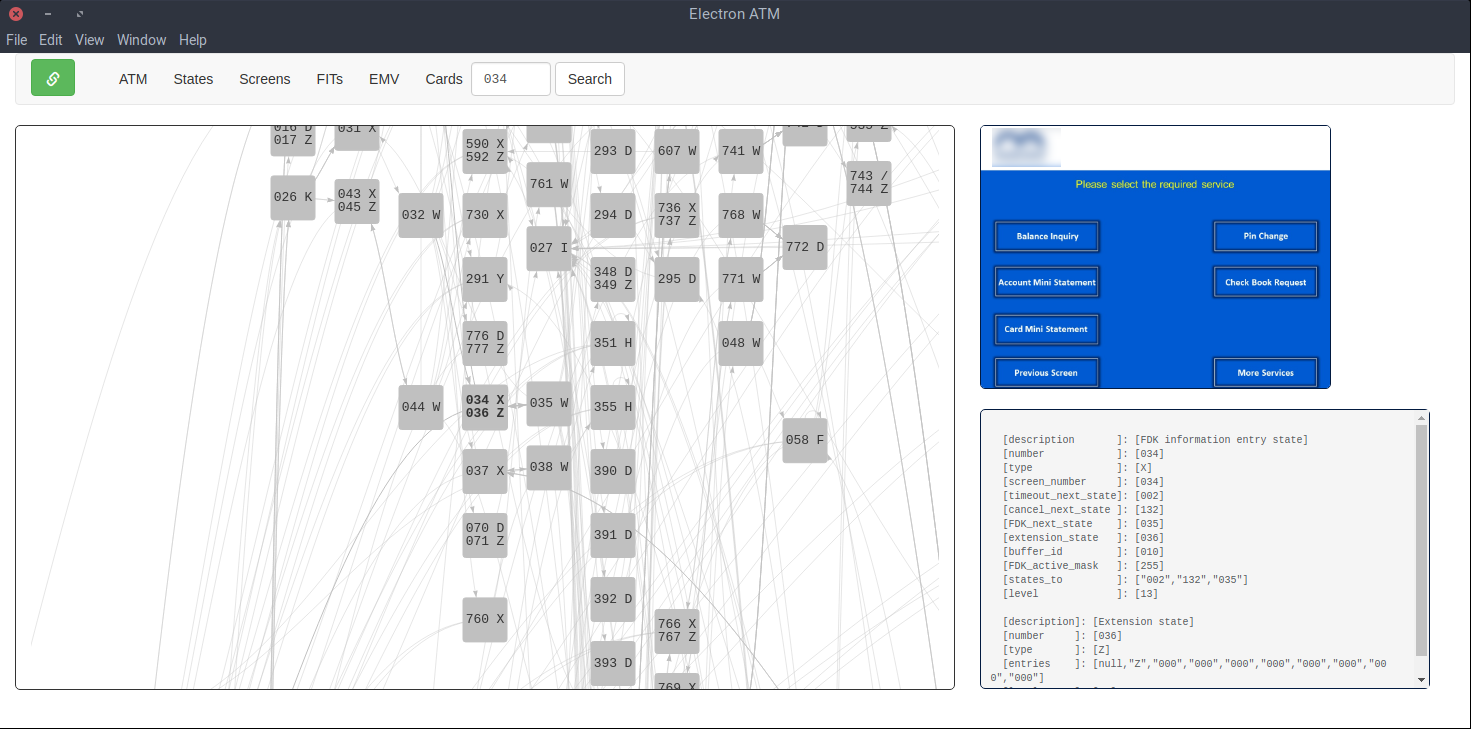 Electron ATM
File Edit View Window Help
ATM States Screens FITs EMV Cards 034 Search
016 D
017 Z
031 X
590 X
592 Z
293 D
607 W
741 W
743 /
744 Z
026 K
043 X
045 Z
032 W
730 X
761 W
294 D
736 X
737 Z
768 W
027 I
772 D
291 Y
348 D
349 Z
295 D
771 W
776 D
777 Z
351 H
048 W
044 W
034 X
036 Z
035 W
355 H
058 F
037 X
038 W
390 D
070 D
071 Z
391 D
760 X
392 D
766 X
767 Z
393 D
769 X
Please select the required service
Balance Inquiry
Pin Change
Account Mini Statement
Check Book Request
Card Mini Statement
Previous Screen
More Services
[description       ]: [FDK information entry state]
[number            ]: [034]
[type              ]: [X]
[screen_number     ]: [034]
[timeout_next_state]: [002]
[cancel_next_state ]: [132]
[FDK_next_state    ]: [035]
[extension_state   ]: [036]
[buffer_id         ]: [010]
[FDK_active_mask   ]: [255]
[states_to         ]: ["002","132","035"]
[level             ]: [13]
[description]: [Extension state]
[number     ]: [036]
[type       ]: [Z]
[entries    ]: [null,"Z","000","000","000","000","000","000","00
0","000"]